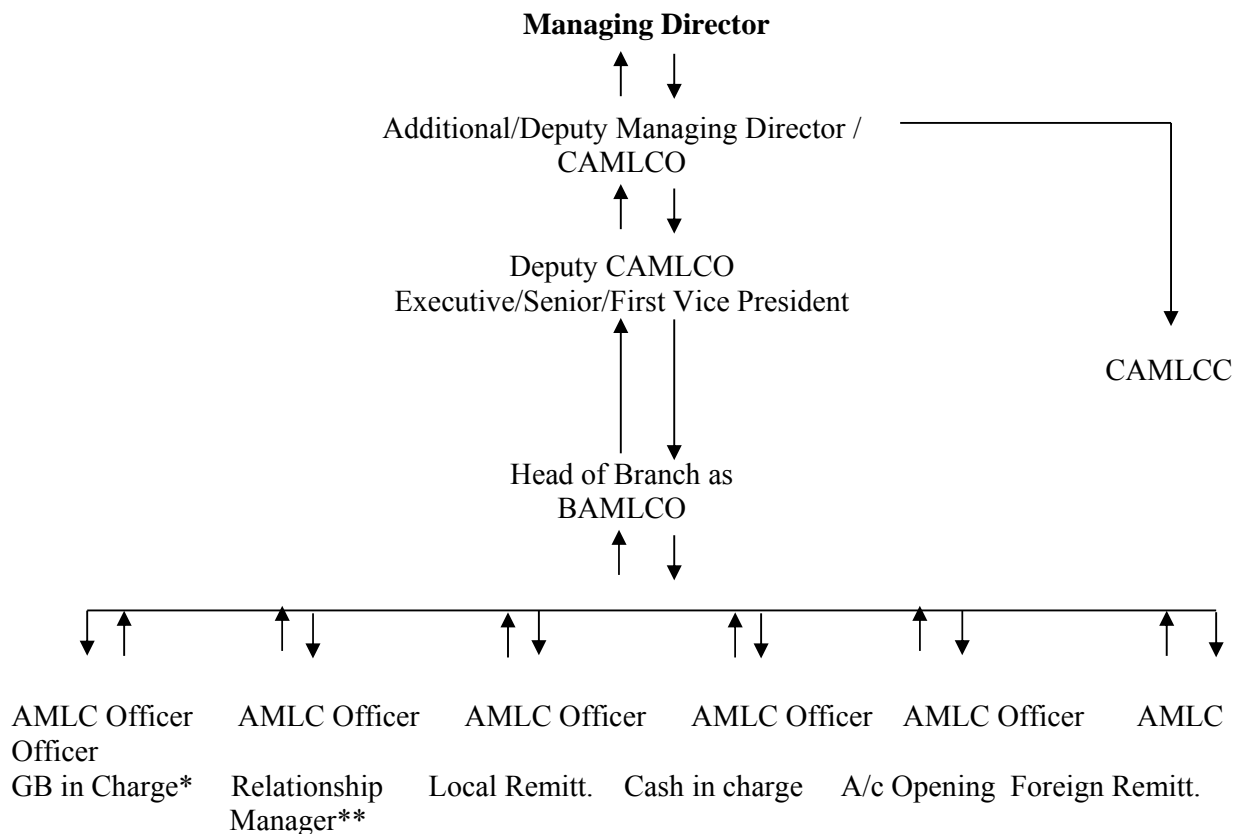 Managing Director
Additional/Deputy Managing Director /
CAMLCO
Deputy CAMLCO
Executive/Senior/First Vice President
CAMLCC
Head of Branch as
BAMLCO
AMLC Officer AMLC Officer AMLC Officer AMLC Officer AMLC Officer AMLC
Officer
GB in Charge* Relationship Local Remitt. Cash in charge A/c Opening Foreign Remitt.
Manager**